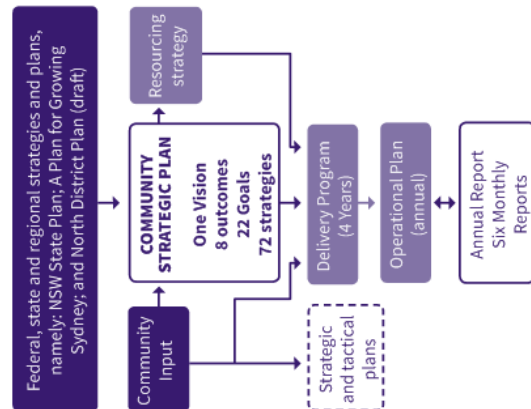 Federal, state and regional strategies and plans,
namely: NSW State Plan; A Plan for Growing
Sydney; and North District Plan (draft)
Community
Input
COMMUNITY
STRATEGIC PLAN
One Vision
8 outcomes
22 Goals
72 strategies
Resourcing
strategy
Strategic
and tactical
plans
Delivery Program
(4 Years)
Operational Plan
(annual)
Annual Report
Six Monthly
Reports